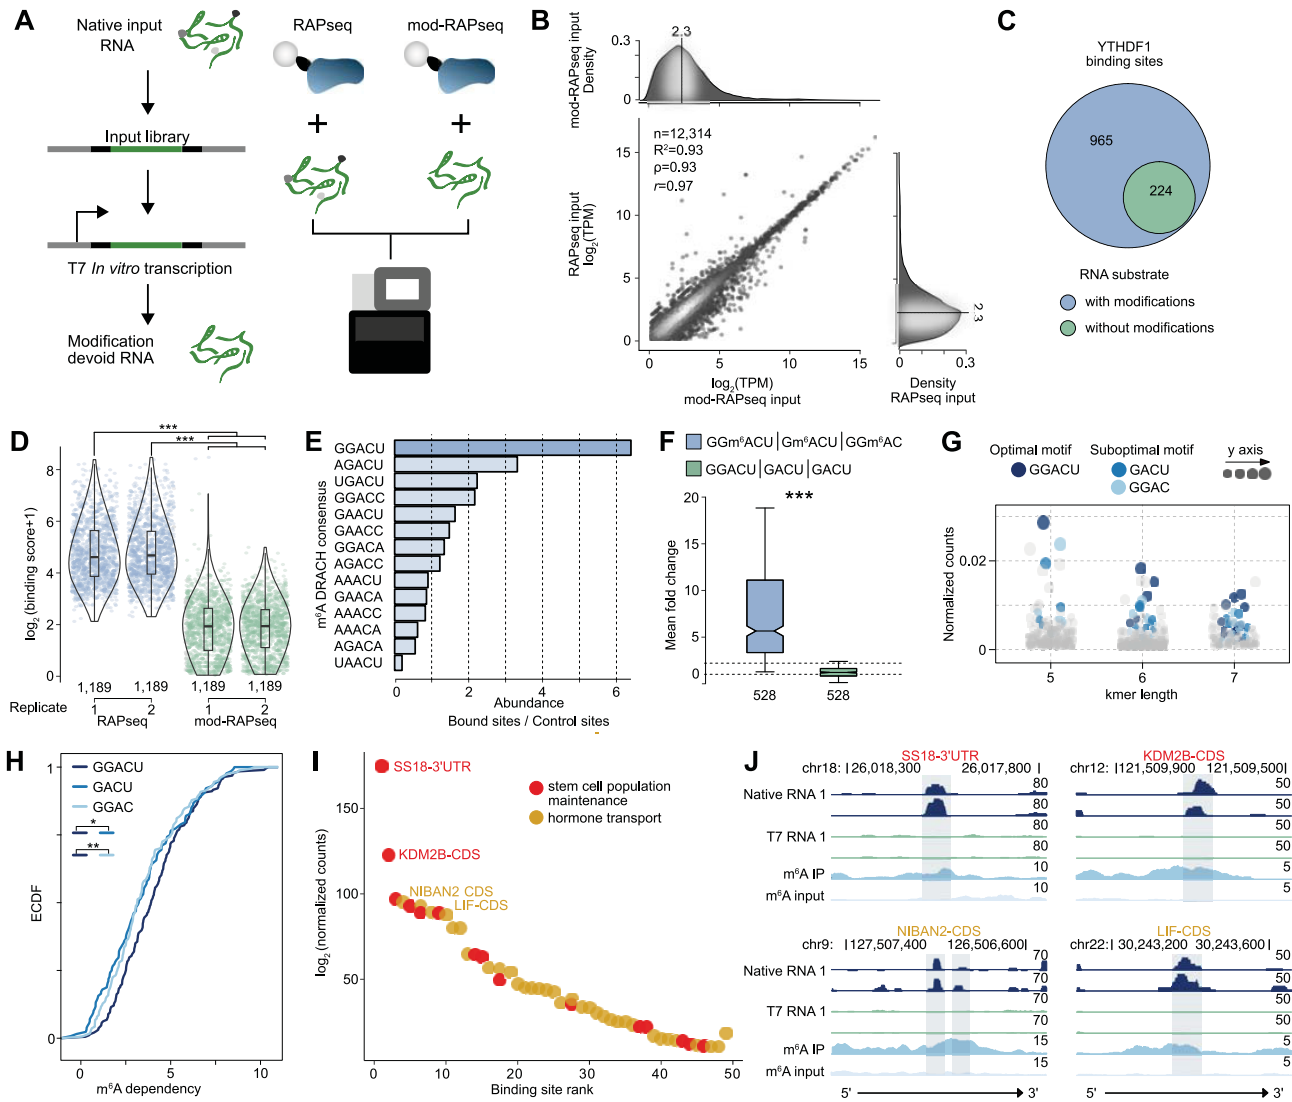 A
Native input
RNA
Input library
T7 In vitro transcription
Modification
devoid RNA
RAPseq
mod-RAPseq
+
+
B
mod-RAPseq input
Density
0.3
0
2.3
n=12,314
R²=0.93
ρ=0.93
r=0.97
RAPseq input
log₂(TPM)
15
10
5
0
0
5
10
15
log₂(TPM)
mod-RAPseq input
2.3
0
0.3
Density
RAPseq input
C
YTHDF1
binding sites
965
224
RNA substrate
with modifications
without modifications
D
***
***
log₂(binding score+1)
8
6
4
2
0
1,189
1,189
1,189
1,189
Replicate
1
2
1
2
RAPseq
mod-RAPseq
E
m⁶A DRACH consensus
GGACU
AGACU
UGACU
GGACC
GAACU
GAACC
GGACA
AGACC
AAACU
GAACA
AAACC
AAACA
AGACA
UAACU
0
2
4
6
Abundance
Bound sites / Control sites
F
GGm⁶ACU|Gm⁶ACU|GGm⁶AC
GGACU|GACU|GACU
***
Mean fold change
20
15
10
5
0
528
528
G
Optimal motif
GGACU
Suboptimal motif
GACU
GGAC
y axis
Normalized counts
0.02
0
5
6
7
kmer length
H
GGACU
GACU
GGAC
*
**
ECDF
1
0
0
5
10
m⁶A dependency
I
SS18-3'UTR
KDM2B-CDS
NIBAN2 CDS
LIF-CDS
stem cell population
maintenance
hormone transport
log₂(normalized counts)
150
100
50
0
10
20
30
40
50
Binding site rank
J
SS18-3'UTR
chr18: |26,018,300 26,017,800|
Native RNA 1
80
80
T7 RNA 1
80
80
m⁶A IP
10
m⁶A input
10
KDM2B-CDS
chr12: |121,509,900 121,509,500|
50
50
50
50
5
5
NIBAN2-CDS
chr9: |127,507,400 126,506,600|
Native RNA 1
70
70
T7 RNA 1
70
70
m⁶A IP
15
m⁶A input
15
5'
3'
LIF-CDS
chr22: | 30,243,200 30,243,600|
50
50
50
50
5
5
5'
3'